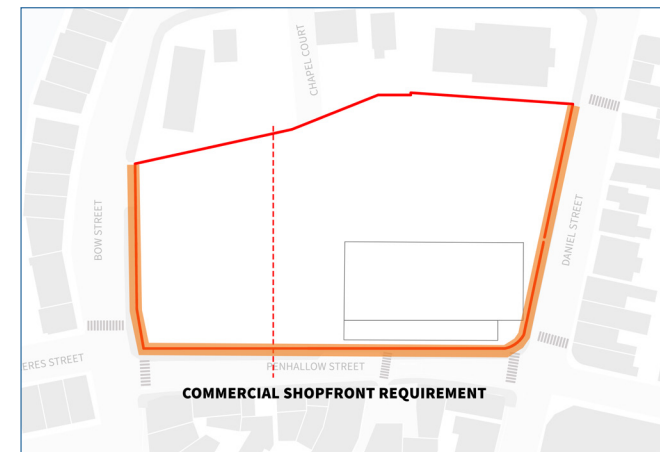 CHAPEL COURT
BOW STREET
DANIEL STREET
ERES STREET
PENHALLOW STREET
COMMERCIAL SHOPFRONT REQUIREMENT